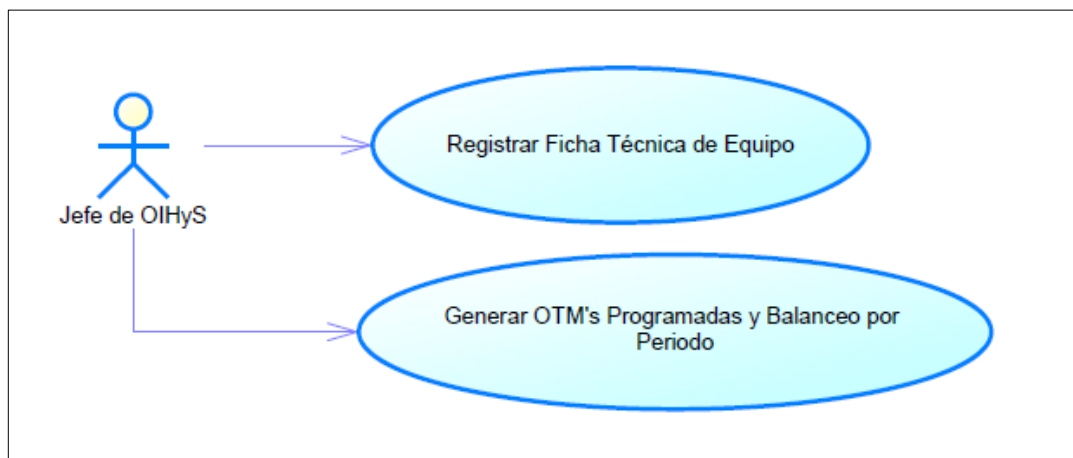 Registrar Ficha Técnica de Equipo
Jefe de OIHyS
Generar OTM's Programadas y Balanceo por
Periodo